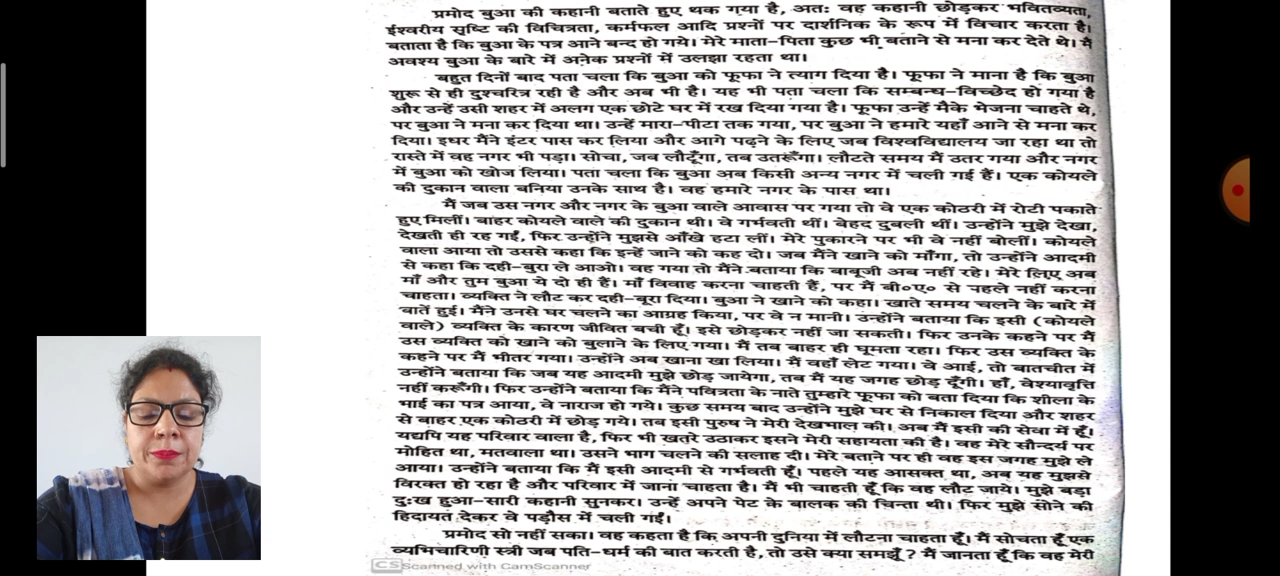 प्रमोद बुआ की कहानी बताते हुए थक गया है, अतः वह कहानी छोड़कर भवितव्यता,
ईश्वरीय सृष्टि की विचित्रता, कर्मफल आदि प्रश्नों पर दार्शनिक के रूप में विचार करता है।
बताता है कि बुआ के पत्र आने बन्द हो गये। मेरे माता-पिता कुछ भी बताने से मना कर देते थे। मैं
अवश्य बुआ के बारे में अनेक प्रश्नों में उलझा रहता था।
बहुत दिनों बाद पता चला कि बुआ को फूफा ने त्याग दिया है। फूफा ने माना है कि बुआ
शुरू से ही दुश्चरित्र रही है और अब भी है। यह भी पता चला कि सम्बन्ध-विच्छेद हो गया है
और उन्हें उसी शहर में अलग एक छोटे घर में रख दिया गया है। फूफा उन्हें मैके भेजना चाहते थे,
पर बुआ ने मना कर दिया था। उन्हें मारा-पीटा तक गया, पर बुआ ने हमारे यहाँ आने से मना कर
दिया। इधर मैंने इंटर पास कर लिया और आगे पढ़ने के लिए जब विश्वविद्यालय जा रहा था तो
रास्ते में वह नगर भी पड़ा। सोचा, जब लौटूँगा, तब उतरूँगा। लौटते समय मैं उतर गया और नगर
में बुआ को खोज लिया। पता चला कि बुआ अब किसी अन्य नगर में चली गई हैं। एक कोयले
की दुकान वाला बनिया उनके साथ है। वह हमारे नगर के पास था।
मैं जब उस नगर और नगर के बुआ वाले आवास पर गया तो वे एक कोठरी में रोटी पकाते
हुए मिलीं। बाहर कोयले वाले की दुकान थी। वे गर्भवती थीं। बेहद दुबली थीं। उन्होंने मुझे देखा,
देखती ही रह गईं, फिर उन्होंने मुझसे आँखे हटा लीं। मेरे पुकारने पर भी वे नहीं बोलीं। कोयले
वाला आया तो उससे कहा कि इन्हें जाने को कह दो। जब मैंने खाने को माँगा, तो उन्होंने आदमी
से कहा कि दही-बुरा ले आओ। वह गया तो मैंने बताया कि बाबूजी अब नहीं रहे। मेरे लिए अब
माँ और तुम बुआ ये दो ही हैं। माँ विवाह करना चाहती हैं, पर मैं बी०ए० से पहले नहीं करना
चाहता। व्यक्ति ने लौट कर दही-बूरा दिया। बुआ ने खाने को कहा। खाते समय चलने के बारे में
बातें हुई। मैंने उनसे घर चलने का आग्रह किया, पर वे न मानी। उन्होंने बताया कि इसी (कोयले
वाले) व्यक्ति के कारण जीवित बची हूँ। इसे छोड़कर नहीं जा सकती। फिर उनके कहने पर मैं
उस व्यक्ति को खाने को बुलाने के लिए गया। मैं तब बाहर ही घूमता रहा। फिर उस व्यक्ति के
कहने पर मैं भीतर गया। उन्होंने अब खाना खा लिया। मैं वहाँ लेट गया। वे आई, तो बातचीत में
उन्होंने बताया कि जब यह आदमी मुझे छोड़ जायेगा, तब मैं यह जगह छोड़ दूँगी। हाँ, वेश्यावृत्ति
नहीं करूँगी। फिर उन्होंने बताया कि मैंने पवित्रता के नाते तुम्हारे फूफा को बता दिया कि शीला के
भाई का पत्र आया, वे नाराज हो गये। कुछ समय बाद उन्होंने मुझे घर से निकाल दिया और शहर
से बाहर एक कोठरी में छोड़ गये। तब इसी पुरुष ने मेरी देखभाल की। अब मैं इसी की सेवा में हूँ।
यद्यपि यह परिवार वाला है, फिर भी खतरे उठाकर इसने मेरी सहायता की है। वह मेरे सौन्दर्य पर
मोहित था, मतवाला था। उसने भाग चलने की सलाह दी। मेरे बताने पर ही वह इस जगह मुझे ले
आया। उन्होंने बताया कि मैं इसी आदमी से गर्भवती हूँ। पहले यह आसक्त था, अब यह मुझसे
विरक्त हो रहा है और परिवार में जाना चाहता है। मैं भी चाहती हूँ कि वह लौट जाये। मुझे बड़ा
दुःख हुआ-सारी कहानी सुनकर। उन्हें अपने पेट के बालक की चिन्ता थी। फिर मुझे सोने की
हिदायत देकर वे पड़ौस में चली गईं।
प्रमोद सो नहीं सका। वह कहता है कि अपनी दुनिया में लौटना चाहता हूँ। मैं सोचता हूँ एक
व्यभिचारिणी स्त्री जब पति-धर्म की बात करती है, तो उसे क्या समझूँ? मैं जानता हूँ कि वह मेरी
CS Scanned with CamScanner